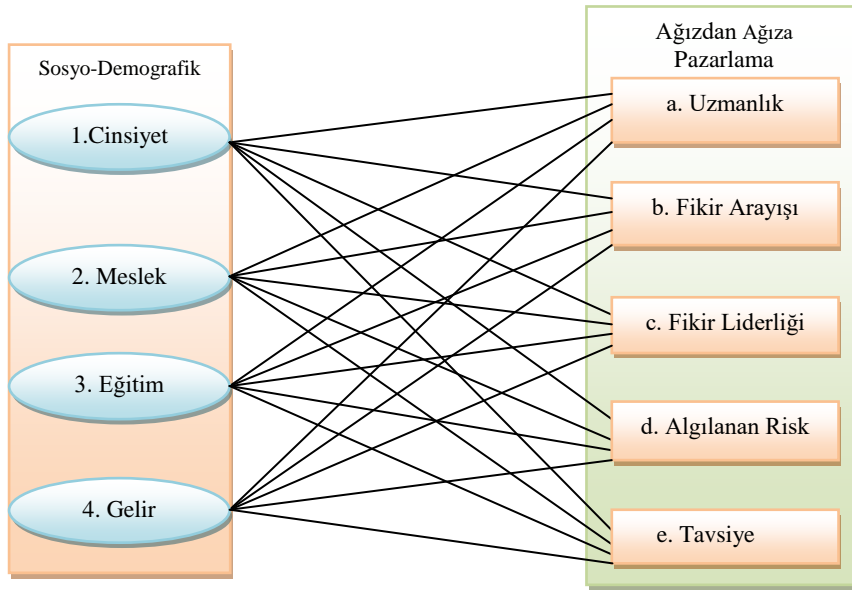 Sosyo-Demografik
1.Cinsiyet
2. Meslek
3. Eğitim
4. Gelir
Ağızdan Ağıza
Pazarlama
a. Uzmanlık
b. Fikir Arayışı
c. Fikir Liderliği
d. Algılanan Risk
e. Tavsiye